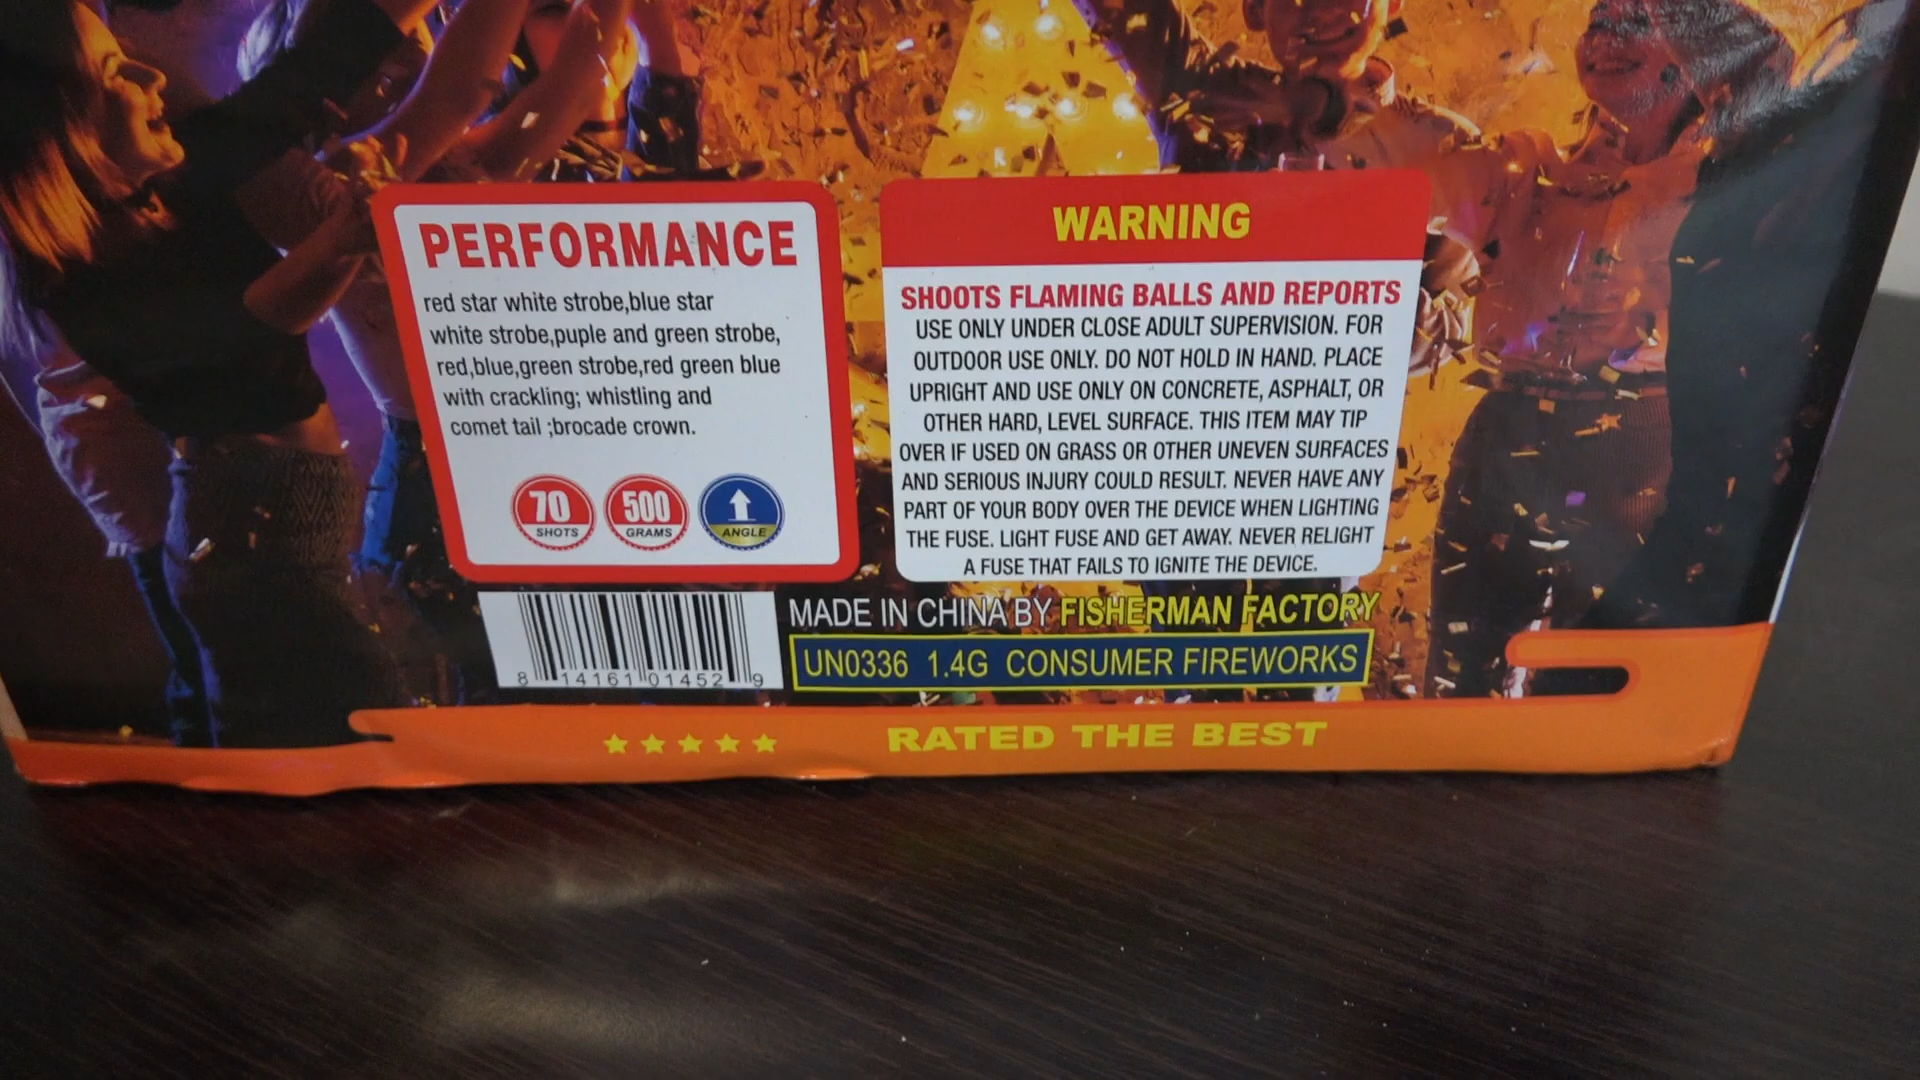 PERFORMANCE
red star white strobe,blue star
white strobe,puple and green strobe,
red,blue,green strobe,red green blue
with crackling; whistling and
comet tail ;brocade crown.
70
SHOTS
500
GRAMS
ANGLE
WARNING
SHOOTS FLAMING BALLS AND REPORTS
USE ONLY UNDER CLOSE ADULT SUPERVISION. FOR
OUTDOOR USE ONLY. DO NOT HOLD IN HAND. PLACE
UPRIGHT AND USE ONLY ON CONCRETE, ASPHALT, OR
OTHER HARD, LEVEL SURFACE. THIS ITEM MAY TIP
OVER IF USED ON GRASS OR OTHER UNEVEN SURFACES
AND SERIOUS INJURY COULD RESULT. NEVER HAVE ANY
PART OF YOUR BODY OVER THE DEVICE WHEN LIGHTING
THE FUSE. LIGHT FUSE AND GET AWAY. NEVER RELIGHT
A FUSE THAT FAILS TO IGNITE THE DEVICE.
8 14161 01452 9
MADE IN CHINA BY FISHERMAN FACTORY
UN0336 1.4G CONSUMER FIREWORKS
RATED THE BEST